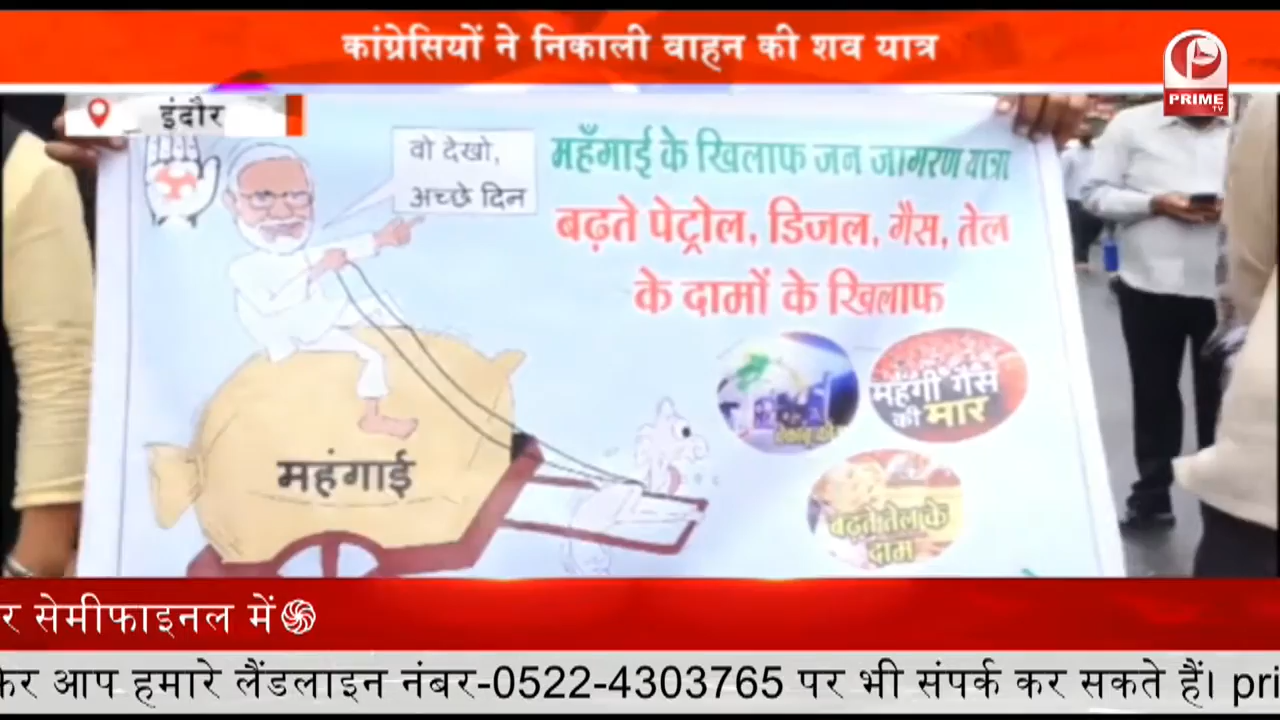 कांग्रेसियों ने निकाली वाहन की शव यात्र
PRIME
TV
इंदौर
वो देखो,
अच्छे दिन
महँगाई के खिलाफ जन जागरण यात्रा
बढ़ते पेट्रोल, डिजल, गैस, तेल
के दामों के खिलाफ
महंगी गैस
की मार
बढ़ते तेल के
दाम
महंगाई
र सेमीफाइनल में
फेर आप हमारे लैंडलाइन नंबर-0522-4303765 पर भी संपर्क कर सकते हैं। pri